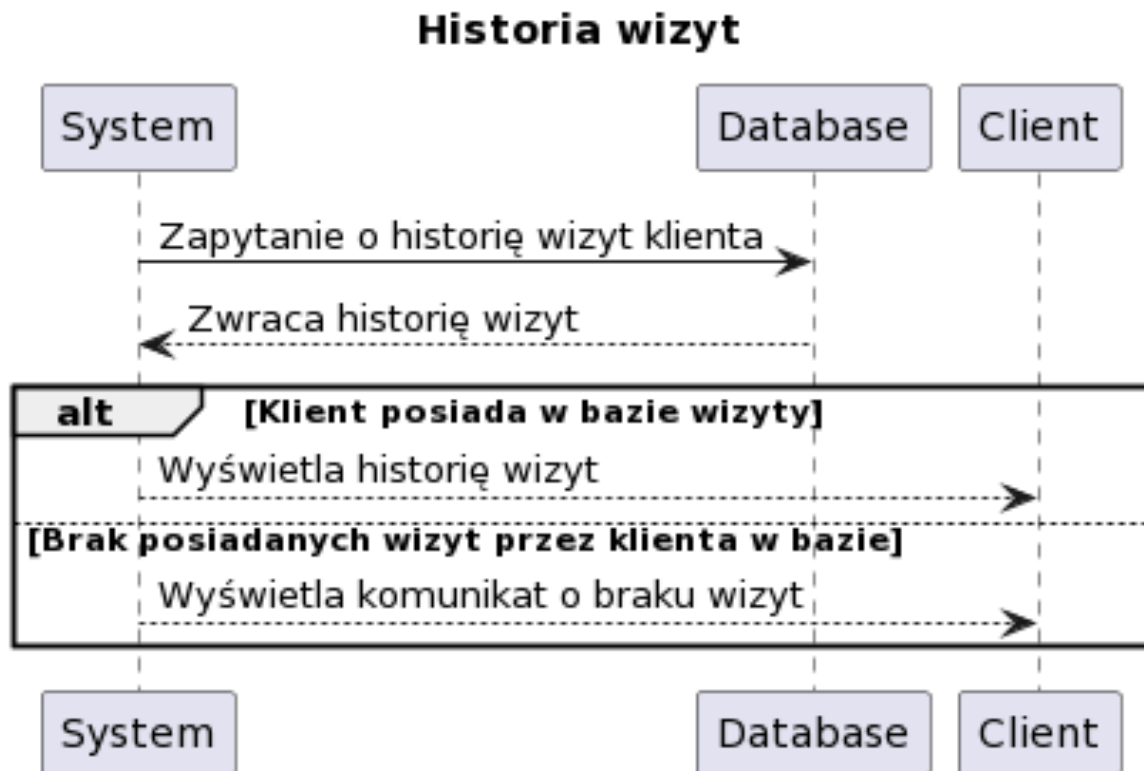 Historia wizyt
System Database Client
Zapytanie o historię wizyt klienta
Zwraca historię wizyt
alt [Klient posiada w bazie wizyty]
Wyświetla historię wizyt
[Brak posiadanych wizyt przez klienta w bazie]
Wyświetla komunikat o braku wizyt
System Database Client